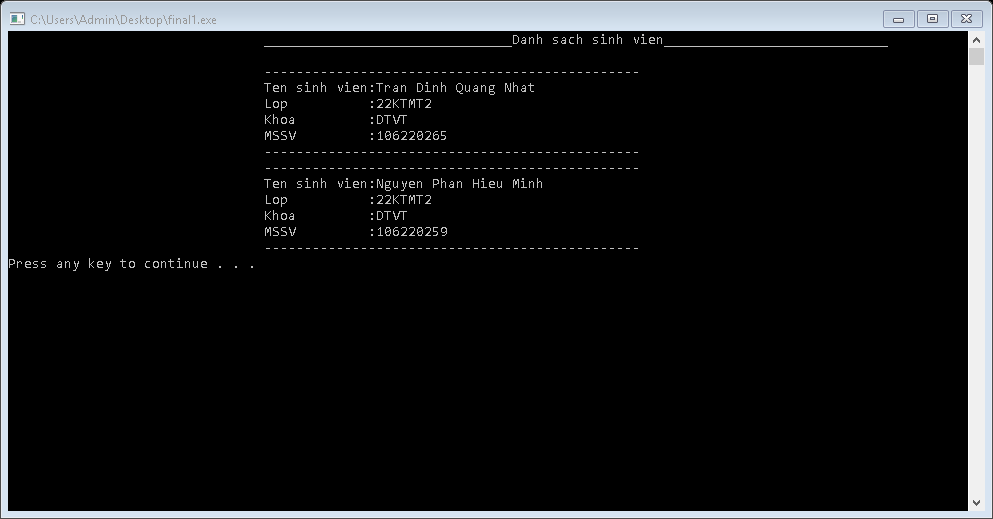 C:\Users\Admin\Desktop\final1.exe
_______________________________Danh sach sinh vien____________________________
-----------------------------------------------
Ten sinh vien:Tran Dinh Quang Nhat
Lop          :22KTMT2
Khoa         :DTVT
MSSV         :106220265
-----------------------------------------------
-----------------------------------------------
Ten sinh vien:Nguyen Phan Hieu Minh
Lop          :22KTMT2
Khoa         :DTVT
MSSV         :106220259
-----------------------------------------------
Press any key to continue . . .